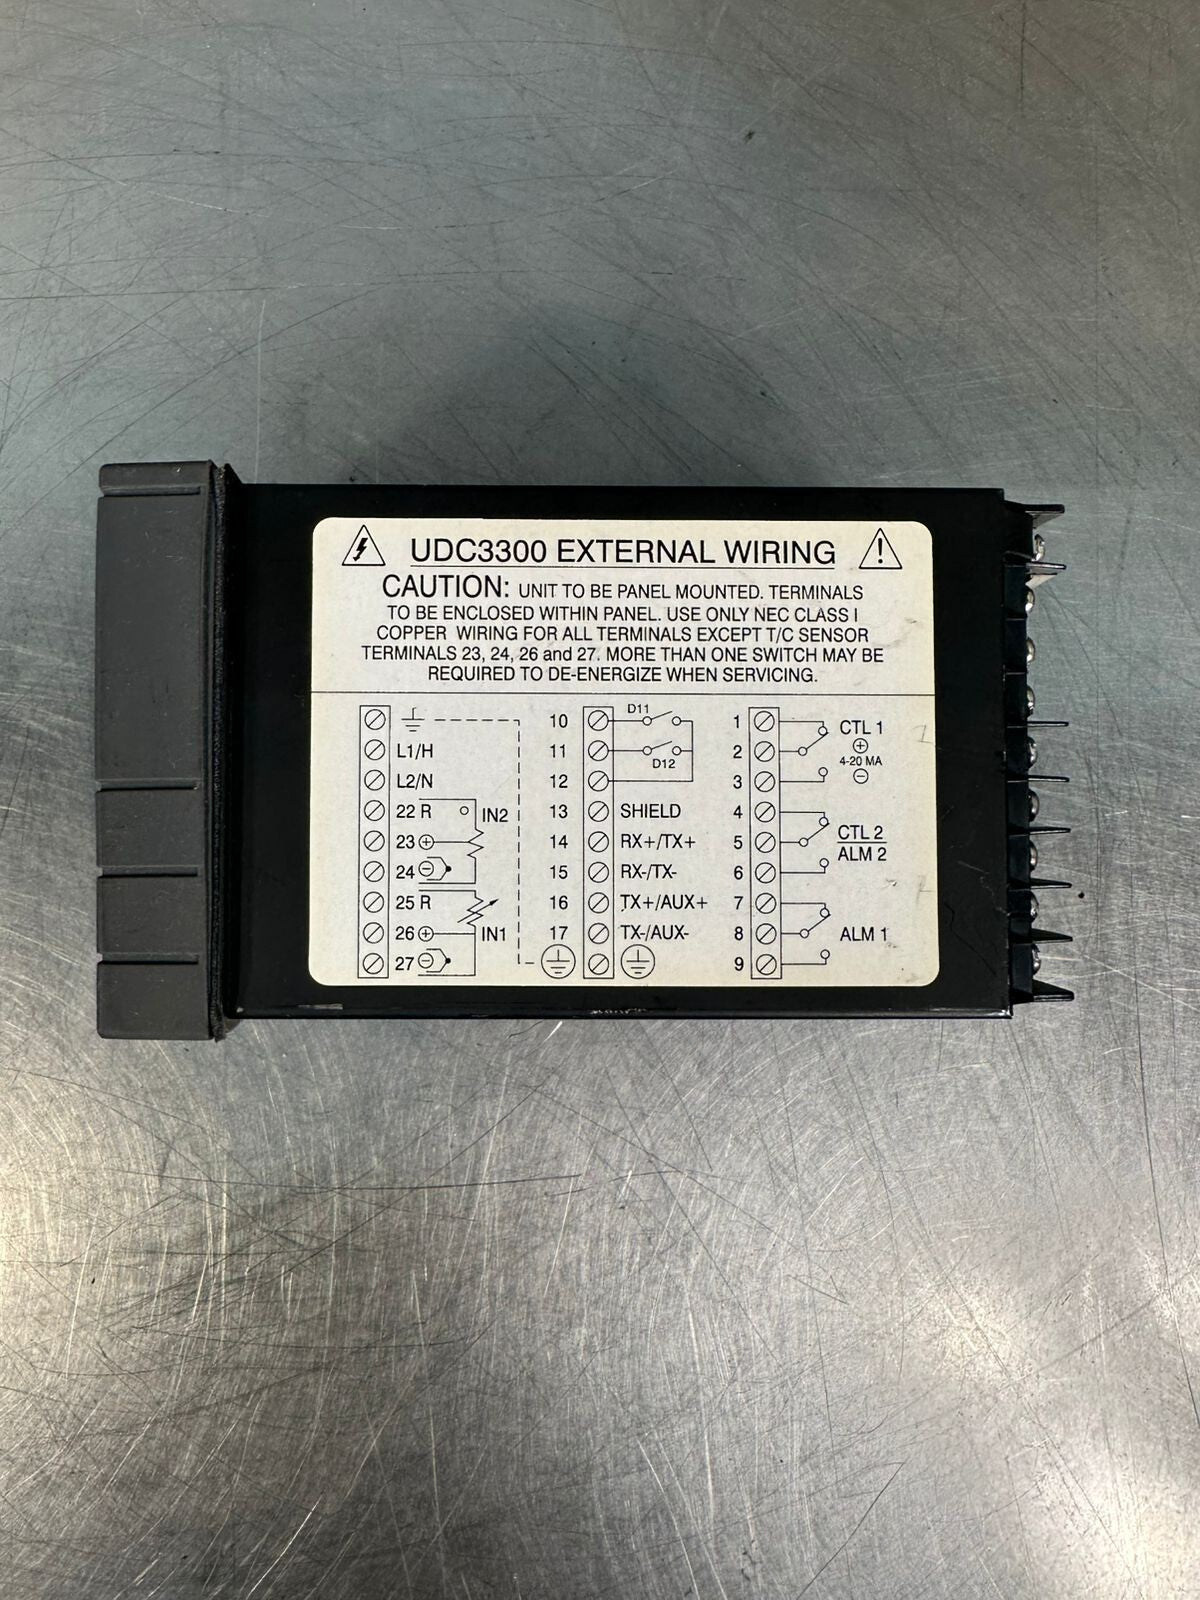 UDC3300 EXTERNAL WIRING
CAUTION: UNIT TO BE PANEL MOUNTED. TERMINALS
TO BE ENCLOSED WITHIN PANEL. USE ONLY NEC CLASS I
COPPER WIRING FOR ALL TERMINALS EXCEPT T/C SENSOR
TERMINALS 23, 24, 26 and 27. MORE THAN ONE SWITCH MAY BE
REQUIRED TO DE-ENERGIZE WHEN SERVICING.
L1/H
L2/N
22 R
IN2
23 +
24 -
25 R
26 +
IN1
27 -
10
D11
11
D12
12
13 SHIELD
14 RX+/TX+
15 RX-/TX-
16 TX+/AUX+
17 TX-/AUX-
1
CTL 1
2
+
4-20 MA
3
-
4
5
CTL 2
ALM 2
6
7
8
ALM 1
9